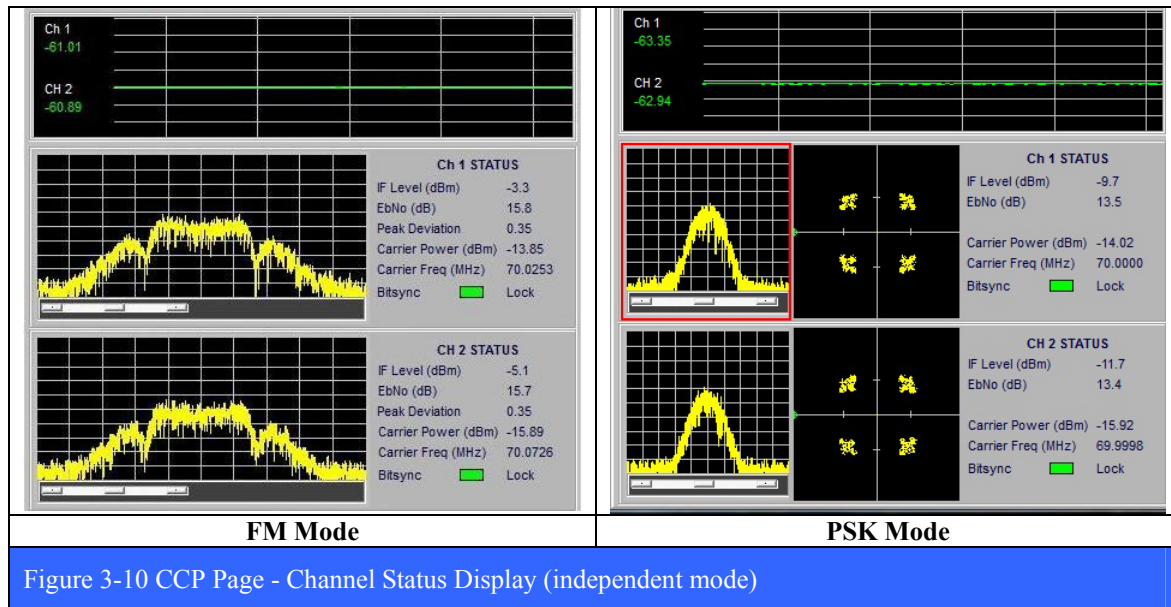 Ch 1
-61.01
CH 2
-60.89
Ch 1 STATUS
IF Level (dBm) -3.3
EbNo (dB) 15.8
Peak Deviation 0.35
Carrier Power (dBm) -13.85
Carrier Freq (MHz) 70.0253
Bitsync Lock
CH 2 STATUS
IF Level (dBm) -5.1
EbNo (dB) 15.7
Peak Deviation 0.35
Carrier Power (dBm) -15.89
Carrier Freq (MHz) 70.0726
Bitsync Lock
FM Mode
Ch 1
-63.35
CH 2
-62.94
Ch 1 STATUS
IF Level (dBm) -9.7
EbNo (dB) 13.5
Carrier Power (dBm) -14.02
Carrier Freq (MHz) 70.0000
Bitsync Lock
CH 2 STATUS
IF Level (dBm) -11.7
EbNo (dB) 13.4
Carrier Power (dBm) -15.92
Carrier Freq (MHz) 69.9998
Bitsync Lock
PSK Mode
Figure 3-10 CCP Page - Channel Status Display (independent mode)